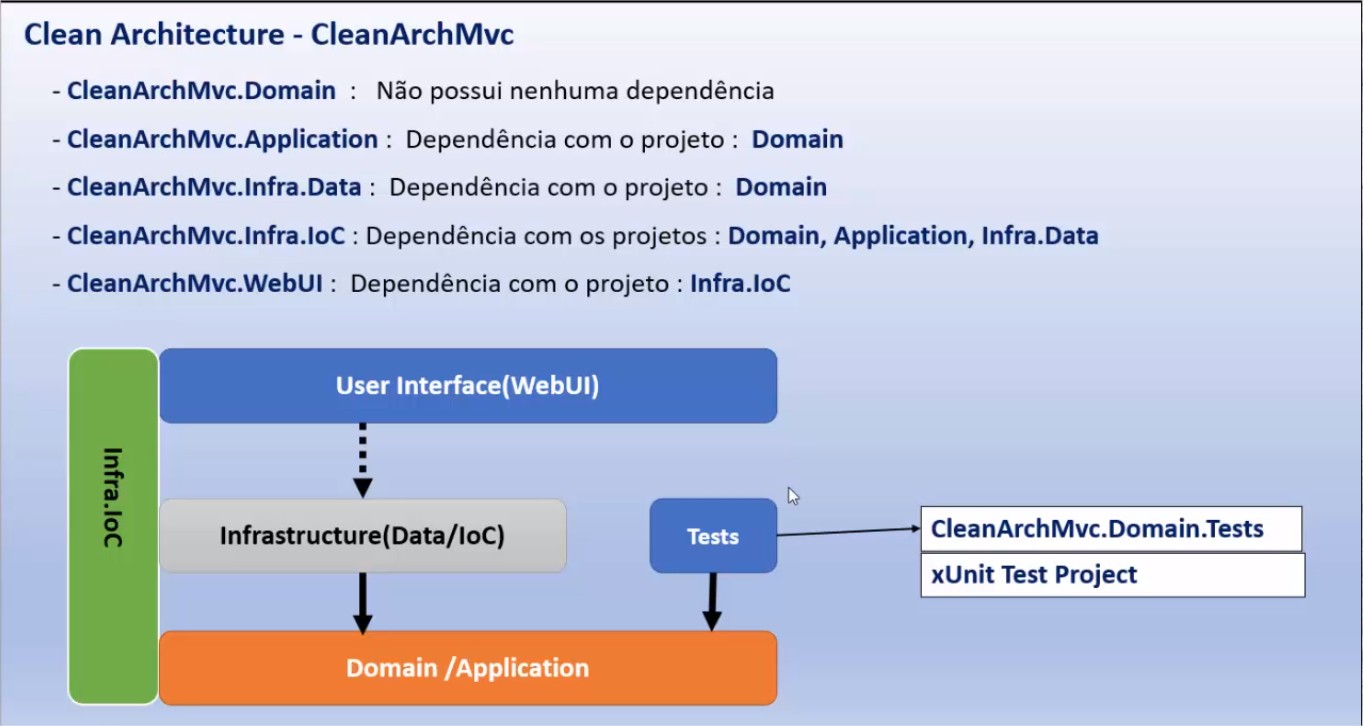 Clean Architecture - CleanArchMvc
- CleanArchMvc.Domain : Não possui nenhuma dependência
- CleanArchMvc.Application : Dependência com o projeto : Domain
- CleanArchMvc.Infra.Data : Dependência com o projeto : Domain
- CleanArchMvc.Infra.IoC : Dependência com os projetos : Domain, Application, Infra.Data
- CleanArchMvc.WebUI : Dependência com o projeto : Infra.IoC
User Interface(WebUI)
Infra.IoC
Infrastructure(Data/IoC)
Tests
CleanArchMvc.Domain.Tests
xUnit Test Project
Domain /Application